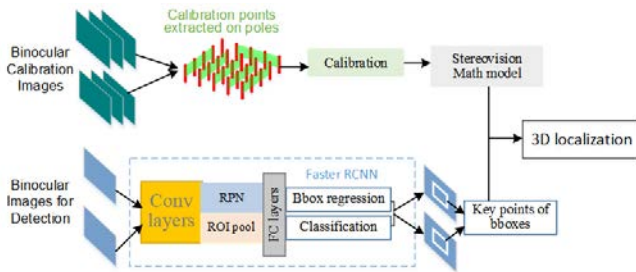 Calibration points
extracted on poles
Binocular
Calibration
Images
Calibration
Stereovision
Math model
3D localization
Faster RCNN
Binocular
Images for
Detection
Conv
layers
RPN
ROI pool
FC layers
Bbox regression
Classification
Key points of
bboxes